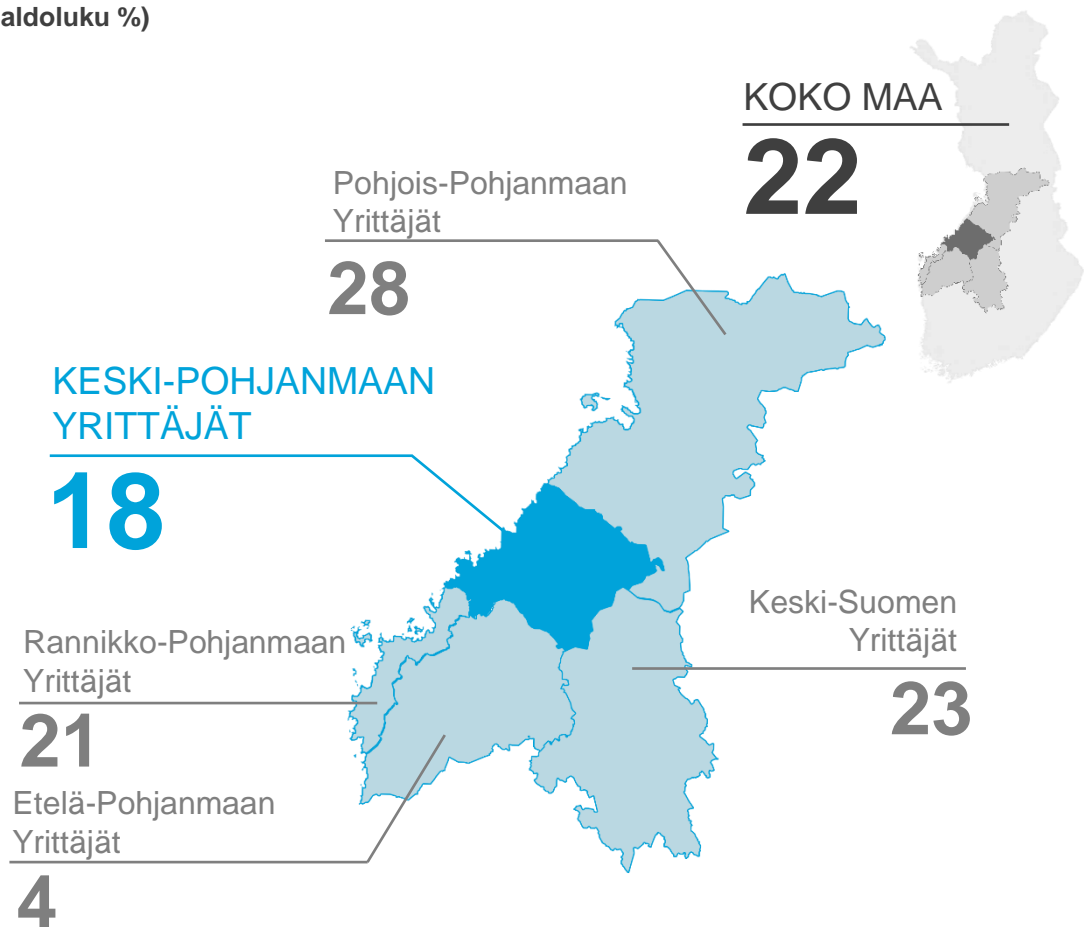 aldoluku %)
KOKO MAA
22
Pohjois-Pohjanmaan
Yrittäjät
28
KESKI-POHJANMAAN
YRITTÄJÄT
18
Keski-Suomen
Yrittäjät
23
Rannikko-Pohjanmaan
Yrittäjät
21
Etelä-Pohjanmaan
Yrittäjät
4